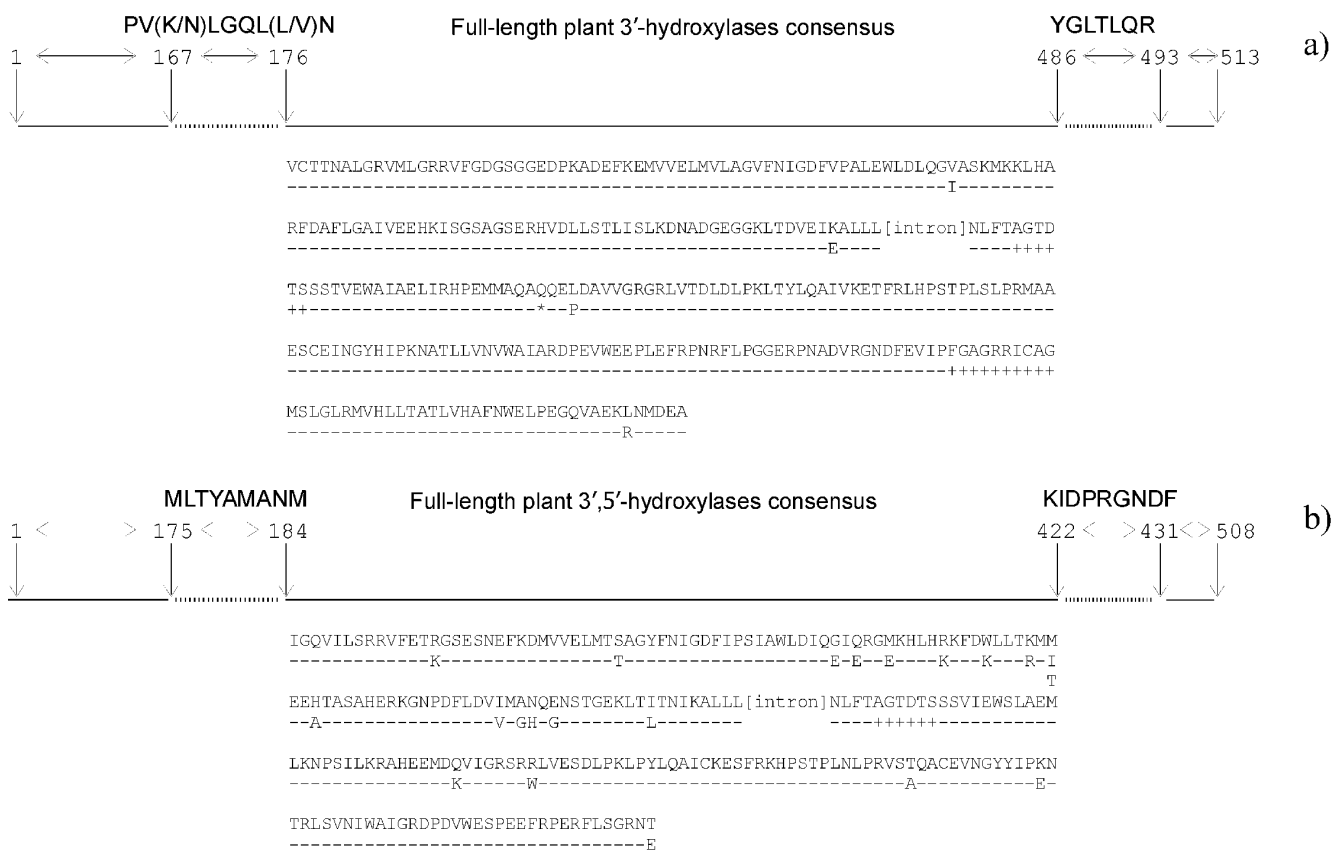 PV(K/N)LGQL(L/V)N Full-length plant 3′-hydroxylases consensus YGLTLQR
1 167 176 486 493 513 a)
VCTTNALGRVMLGRRVFGDGSGGEDPKADEFKEMVVELMVLAGVFNIGDFVPALEWLDLQGVASKMKKLHA
------------------------------------------------------------I----------
RFDAFLGAIVEEHKISGSAGSERHVDLLSTLISLKDNADGEGGKLTDVEIKALLL[intron]NLFTAGTD
--------------------------------------------------E---- ----++++
TSSSTVEWAIAELIRHPEMMAQAQQELDAVVGRGRLVTDLDLPKLTYLQAIVKETFRLHPSTPLSLPRMAA
++---------------------*--P--------------------------------------------
ESCEINGYHIPKNATLLVNVWAIARDPEVWEEPLEFRPNRFLPGGERPNADVRGNDFEVIPFGAGRRICAG
-------------------------------------------------------------++++++++++
MSLGLRMVHLLTATLVHAFNWELPEGQVAEKLNMDEA
-------------------------------R-----
MLTYAMANM Full-length plant 3′,5′-hydroxylases consensus KIDPRGNDF
1 < > 175 < > 184 422 < > 431 <> 508 b)
IGQVILSRRVFETRGSESNEFKDMVVELMTSAGYFNIGDFIPSIAWLDIQGIQRGMKHLHRKFDWLLTKMM
-------------K----------------T-------------------E-E--E----K---K---R-I
T
EEHTASAHERKGNPDFLDVIMANQENSTGEKLTITNIKALLL[intron]NLFTAGTDTSSSVIEWSLAEM
--A----------------V-GH-G--------L-------- ----++++++-----------
LKNPSILKRAHEEMDQVIGRSRRLVESDLPKLPYLQAICKESFRKHPSTPLNLPRVSTQACEVNGYYIPKN
---------------K------W----------------------------------A-----------E-
TRLSVNIWAIGRDPDVWESPEEFRPERFLSGRNT
---------------------------------E